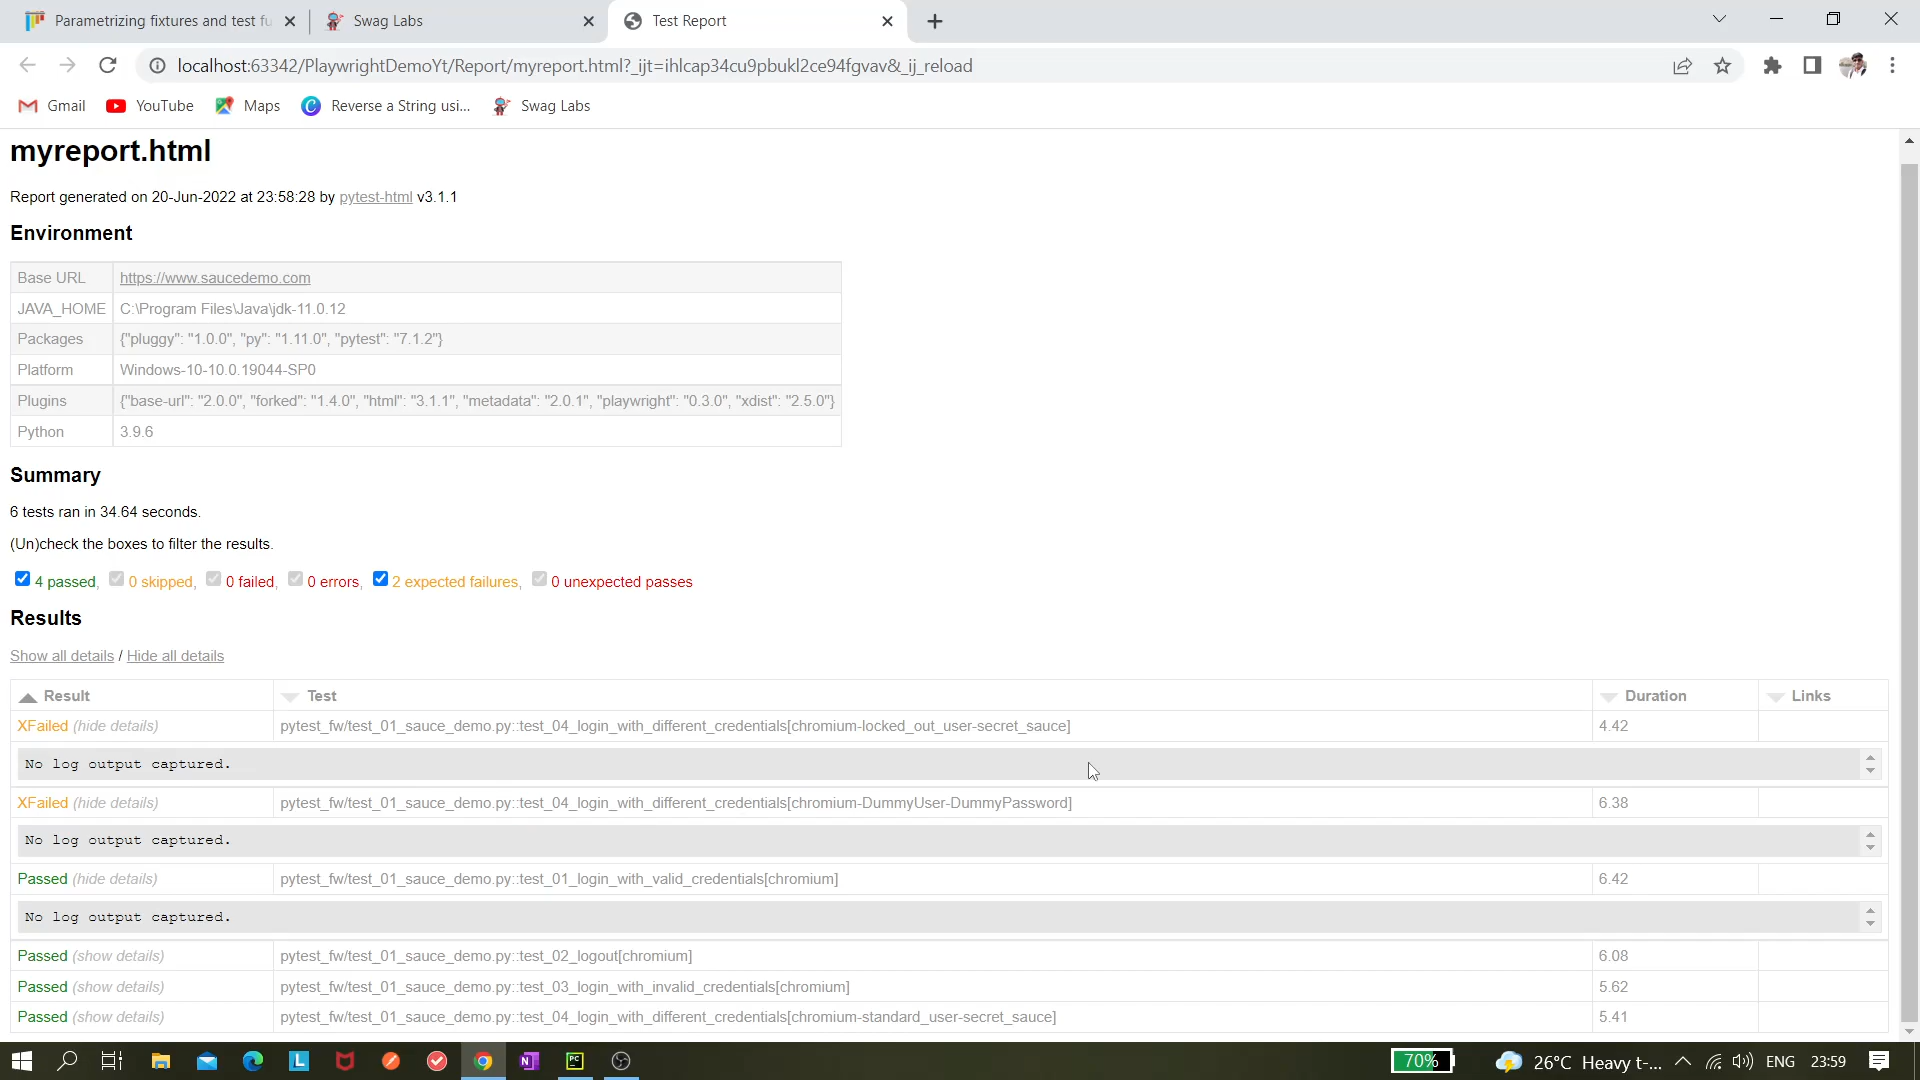 Parametrizing fixtures and test fu
Swag Labs
Test Report
localhost:63342/PlaywrightDemoYt/Report/myreport.html?_ijt=ihlcap34cu9pbukl2ce94fgvav&_ij_reload
Gmail
YouTube
Maps
Reverse a String usi...
Swag Labs
myreport.html
Report generated on 20-Jun-2022 at 23:58:28 by pytest-html v3.1.1
Environment
Base URL https://www.saucedemo.com
JAVA_HOME C:\Program Files\Java\jdk-11.0.12
Packages {"pluggy": "1.0.0", "py": "1.11.0", "pytest": "7.1.2"}
Platform Windows-10-10.0.19044-SP0
Plugins {"base-url": "2.0.0", "forked": "1.4.0", "html": "3.1.1", "metadata": "2.0.1", "playwright": "0.3.0", "xdist": "2.5.0"}
Python 3.9.6
Summary
6 tests ran in 34.64 seconds.
(Un)check the boxes to filter the results.
4 passed, 0 skipped, 0 failed, 0 errors, 2 expected failures, 0 unexpected passes
Results
Show all details / Hide all details
Result Test Duration Links
XFailed (hide details) pytest_fw/test_01_sauce_demo.py::test_04_login_with_different_credentials[chromium-locked_out_user-secret_sauce] 4.42
No log output captured.
XFailed (hide details) pytest_fw/test_01_sauce_demo.py::test_04_login_with_different_credentials[chromium-DummyUser-DummyPassword] 6.38
No log output captured.
Passed (hide details) pytest_fw/test_01_sauce_demo.py::test_01_login_with_valid_credentials[chromium] 6.42
No log output captured.
Passed (show details) pytest_fw/test_01_sauce_demo.py::test_02_logout[chromium] 6.08
Passed (show details) pytest_fw/test_01_sauce_demo.py::test_03_login_with_invalid_credentials[chromium] 5.62
Passed (show details) pytest_fw/test_01_sauce_demo.py::test_04_login_with_different_credentials[chromium-standard_user-secret_sauce] 5.41
70% 26°C Heavy t-... ENG 23:59